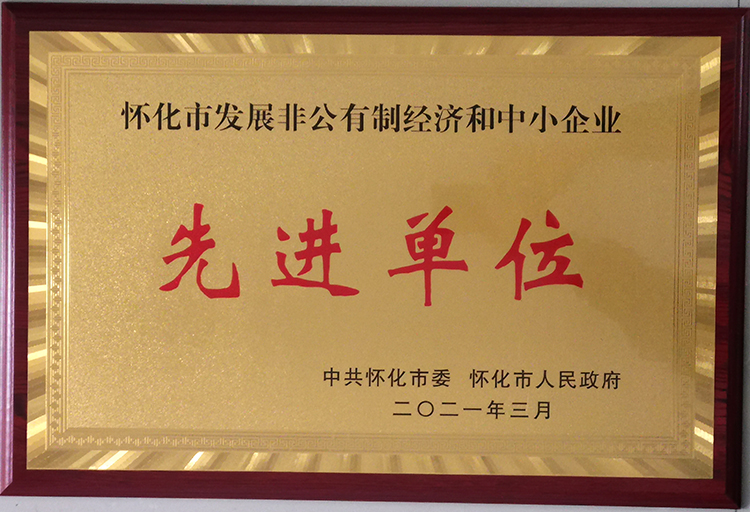 怀化市发展非公有制经济和中小企业
先进单位
中共怀化市委 怀化市人民政府
二〇二一年三月